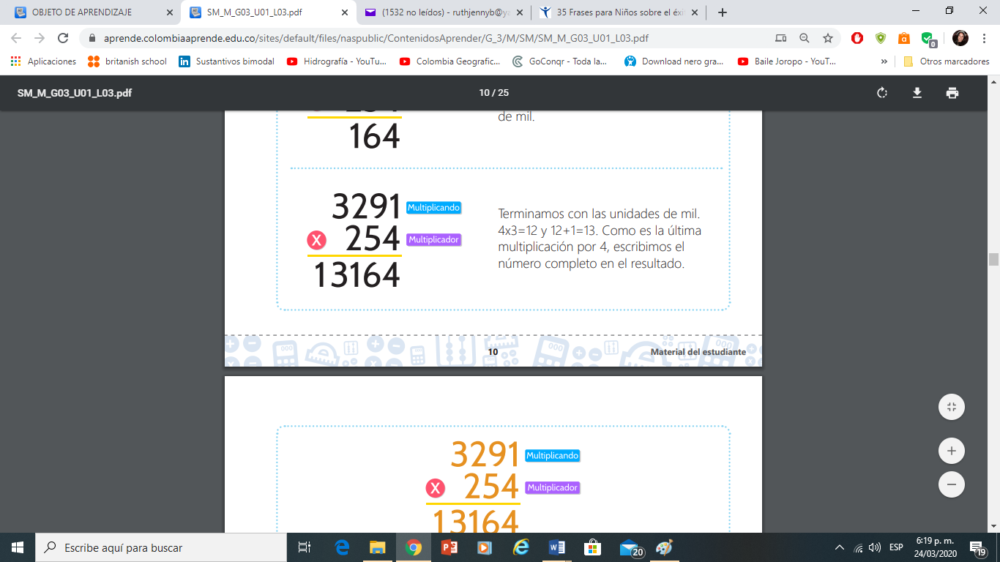 OBJETO DE APRENDIZAJE
SM_M_G03_U01_L03.pdf
(1532 no leídos) - ruthjennyb@ya
35 Frases para Niños sobre el éxi
aprende.colombiaaprende.edu.co/sites/default/files/naspublic/ContenidosAprender/G_3/M/SM/SM_M_G03_U01_L03.pdf
0
Aplicaciones
britanish school
Sustantivos bimodal
Hidrografía - YouTu...
Colombia Geografic...
GoConqr - Toda la...
Download nero gra...
Baile Joropo - YouT...
»
Otros marcadores
SM_M_G03_U01_L03.pdf
10 / 25
de mil.
164
3291 Multiplicando
X 254 Multiplicador
13164
Terminamos con las unidades de mil.
4x3=12 y 12+1=13. Como es la última
multiplicación por 4, escribimos el
número completo en el resultado.
10
Material del estudiante
3291 Multiplicando
X 254 Multiplicador
13164
Escribe aquí para buscar
20
ESP
6:19 p. m.
24/03/2020
19